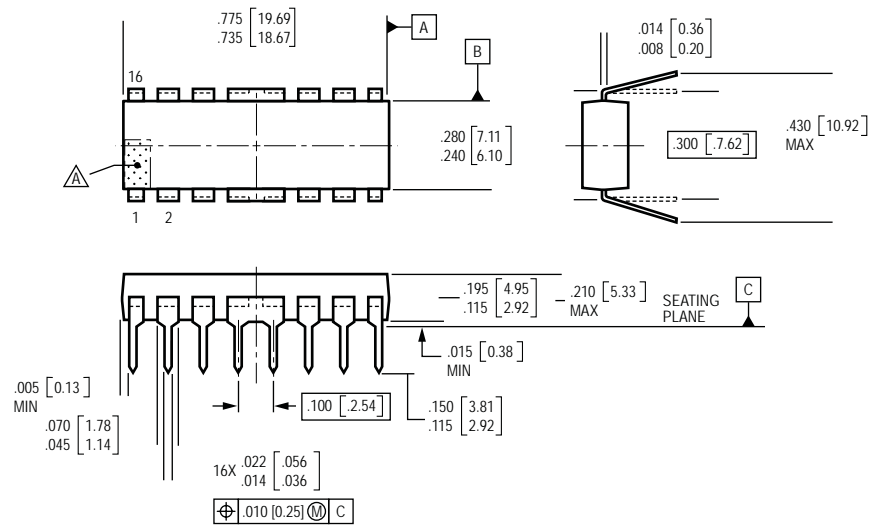 .775 [19.69]
.735 [18.67]
A
B
.014 [0.36]
.008 [0.20]
16
.280 [7.11]
.240 [6.10]
.300 [.7.62]
.430 [10.92]
MAX
A
1 2
.195 [4.95]
.115 [2.92]
.210 [5.33]
MAX
SEATING
PLANE
C
.015 [0.38]
MIN
.005 [0.13]
MIN
.100 [.2.54]
.150 [3.81]
.115 [2.92]
.070 [1.78]
.045 [1.14]
16X .022 [.056]
.014 [.036]
⌖ .010 [0.25] Ⓜ C